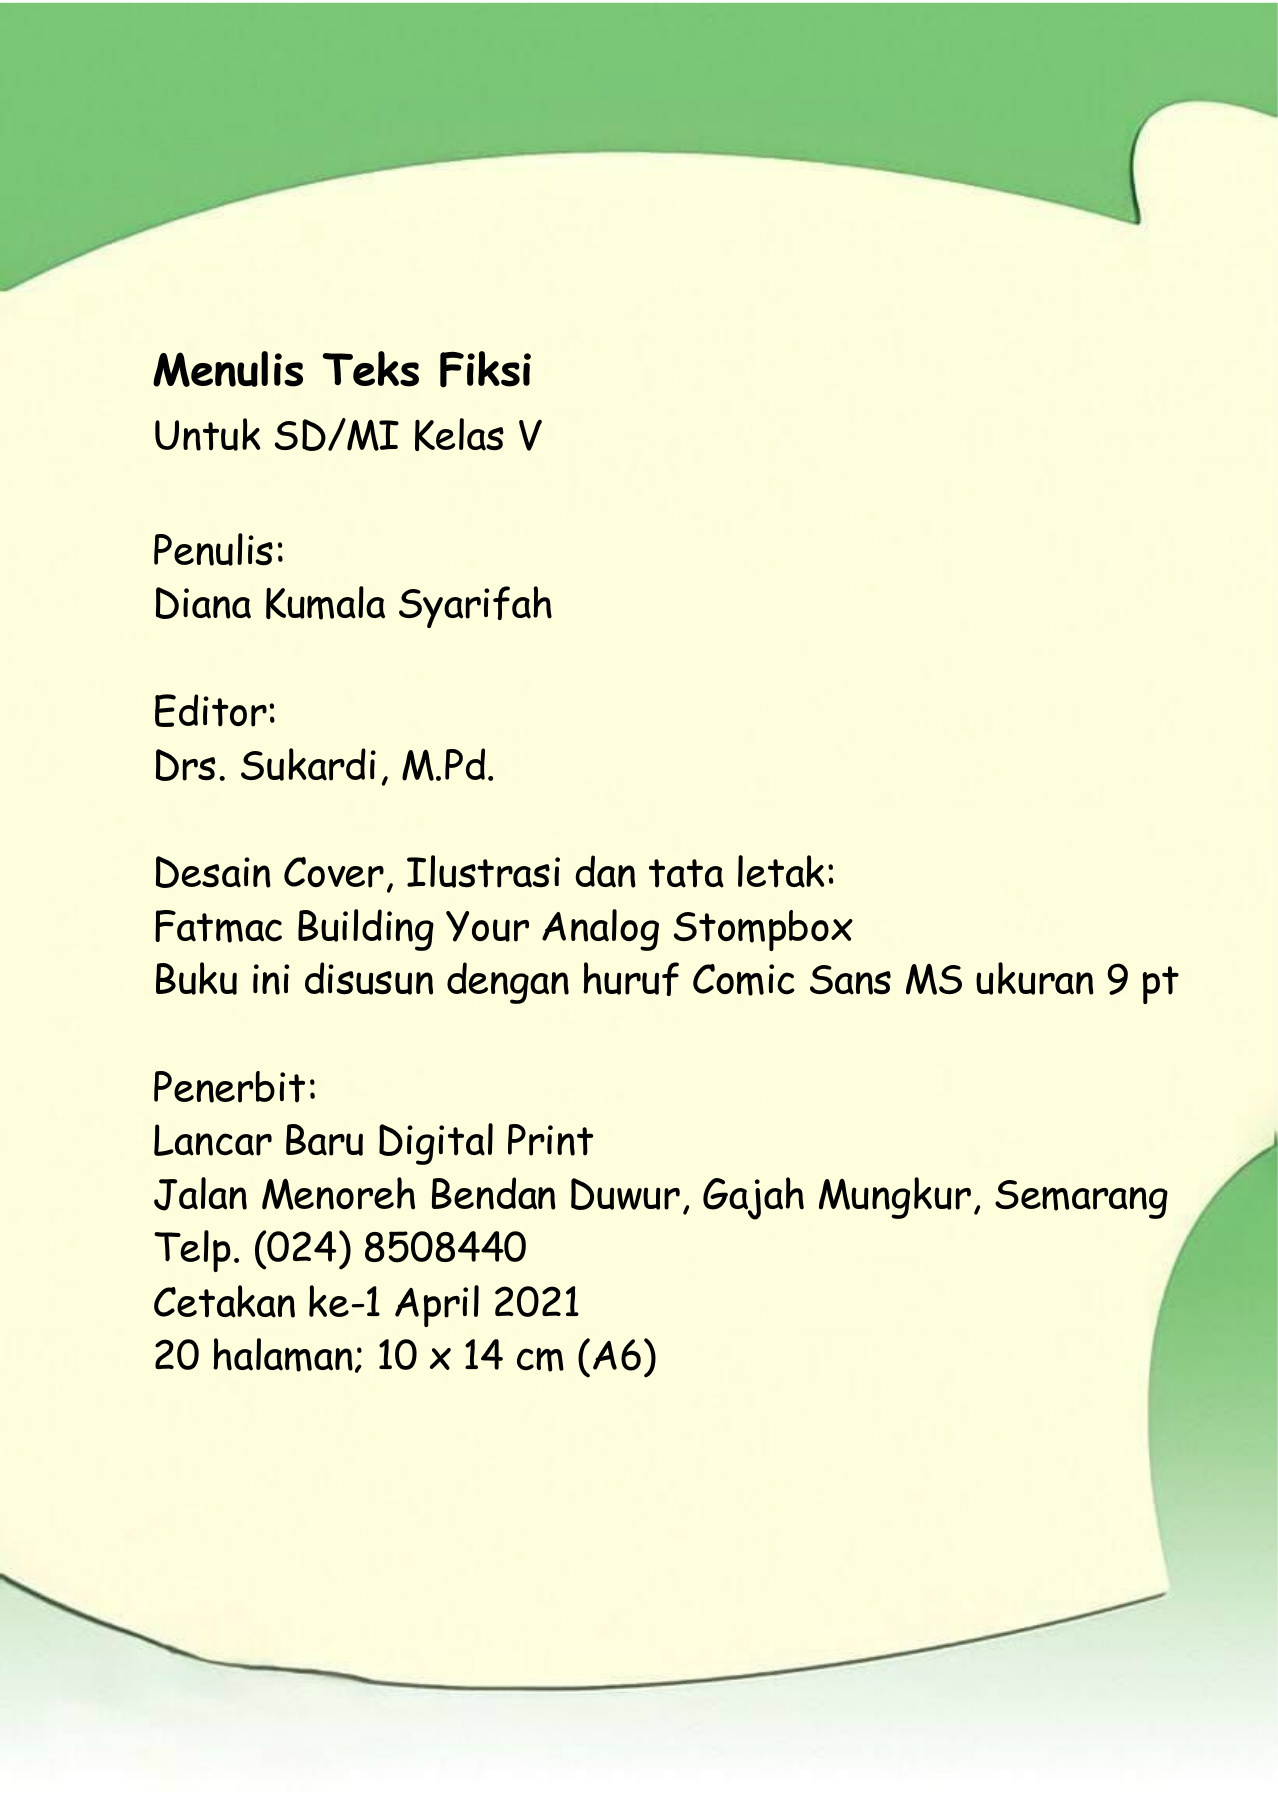 Menulis Teks Fiksi
Untuk SD/MI Kelas V
Penulis:
Diana Kumala Syarifah
Editor:
Drs. Sukardi, M.Pd.
Desain Cover, Ilustrasi dan tata letak:
Fatmac Building Your Analog Stompbox
Buku ini disusun dengan huruf Comic Sans MS ukuran 9 pt
Penerbit:
Lancar Baru Digital Print
Jalan Menoreh Bendan Duwur, Gajah Mungkur, Semarang
Telp. (024) 8508440
Cetakan ke-1 April 2021
20 halaman; 10 x 14 cm (A6)